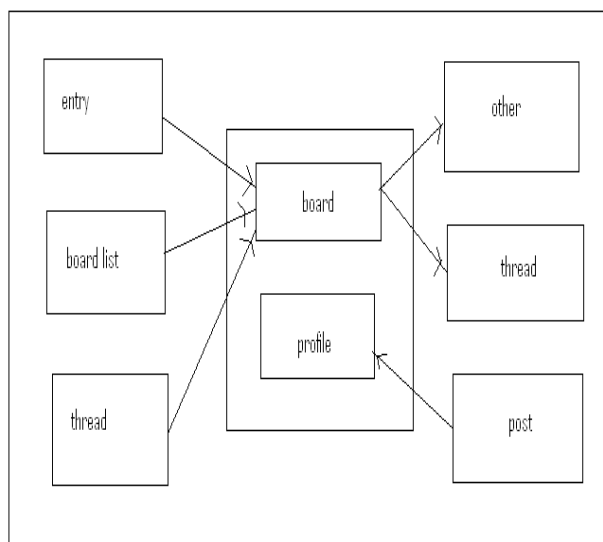 entry
board list
thread
board
profile
other
thread
post